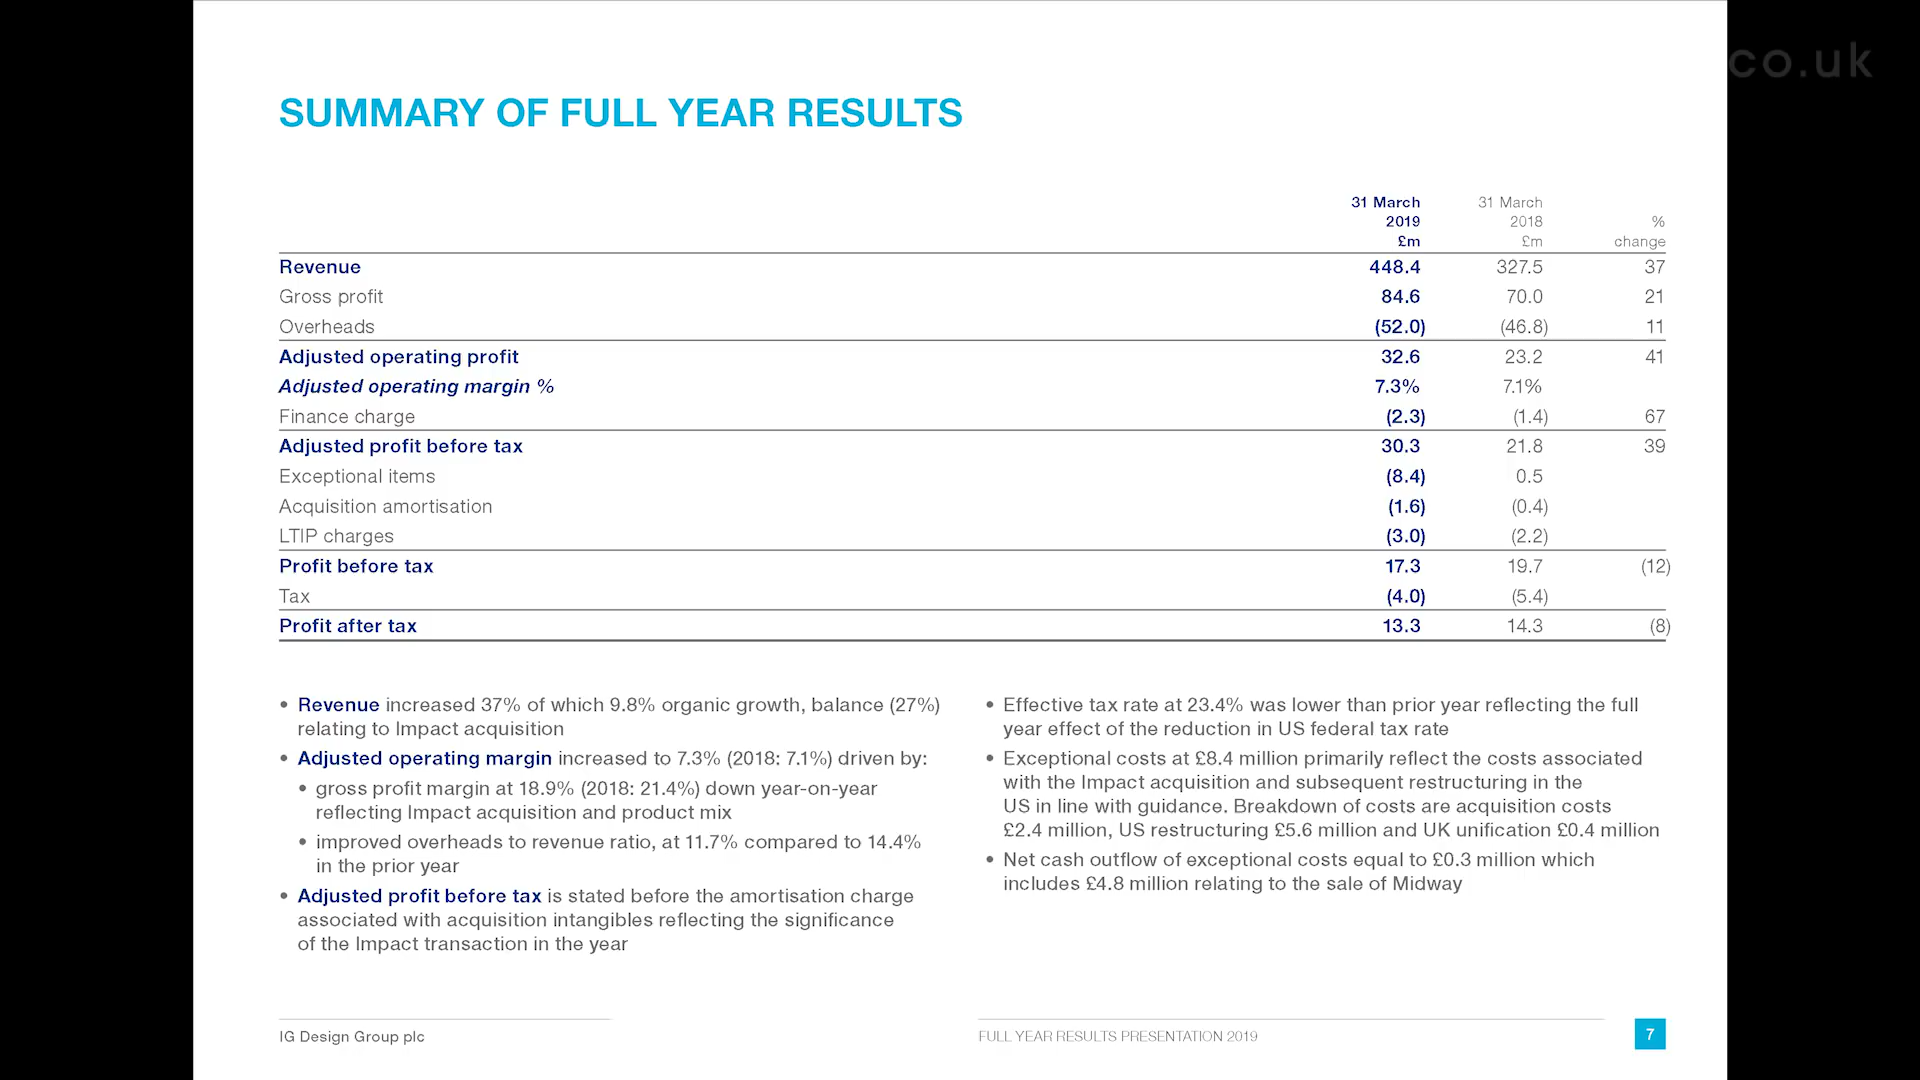 co.uk
SUMMARY OF FULL YEAR RESULTS
31 March 31 March
2019 2018 %
£m £m change
Revenue 448.4 327.5 37
Gross profit 84.6 70.0 21
Overheads (52.0) (46.8) 11
Adjusted operating profit 32.6 23.2 41
Adjusted operating margin % 7.3% 7.1%
Finance charge (2.3) (1.4) 67
Adjusted profit before tax 30.3 21.8 39
Exceptional items (8.4) 0.5
Acquisition amortisation (1.6) (0.4)
LTIP charges (3.0) (2.2)
Profit before tax 17.3 19.7 (12)
Tax (4.0) (5.4)
Profit after tax 13.3 14.3 (8)
• Revenue increased 37% of which 9.8% organic growth, balance (27%)
relating to Impact acquisition
• Adjusted operating margin increased to 7.3% (2018: 7.1%) driven by:
• gross profit margin at 18.9% (2018: 21.4%) down year-on-year
reflecting Impact acquisition and product mix
• improved overheads to revenue ratio, at 11.7% compared to 14.4%
in the prior year
• Adjusted profit before tax is stated before the amortisation charge
associated with acquisition intangibles reflecting the significance
of the Impact transaction in the year
• Effective tax rate at 23.4% was lower than prior year reflecting the full
year effect of the reduction in US federal tax rate
• Exceptional costs at £8.4 million primarily reflect the costs associated
with the Impact acquisition and subsequent restructuring in the
US in line with guidance. Breakdown of costs are acquisition costs
£2.4 million, US restructuring £5.6 million and UK unification £0.4 million
• Net cash outflow of exceptional costs equal to £0.3 million which
includes £4.8 million relating to the sale of Midway
IG Design Group plc
FULL YEAR RESULTS PRESENTATION 2019
7